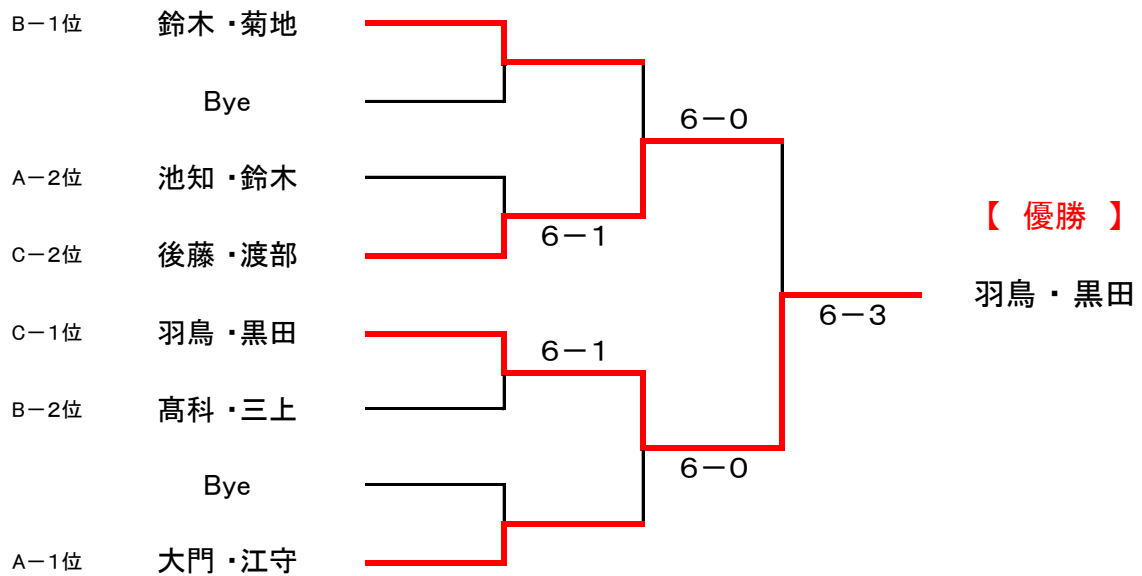 B－1位 鈴木・菊地
Bye
6－0
A－2位 池知・鈴木
【 優勝 】
6－1
C－2位 後藤・渡部
羽鳥・黒田
6－3
C－1位 羽鳥・黒田
6－1
B－2位 髙科・三上
6－0
Bye
A－1位 大門・江守